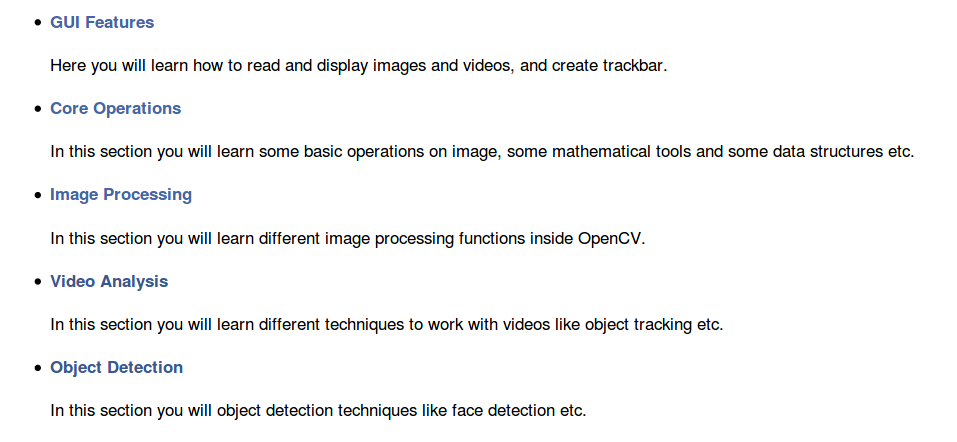 • GUI Features
Here you will learn how to read and display images and videos, and create trackbar.
• Core Operations
In this section you will learn some basic operations on image, some mathematical tools and some data structures etc.
• Image Processing
In this section you will learn different image processing functions inside OpenCV.
• Video Analysis
In this section you will learn different techniques to work with videos like object tracking etc.
• Object Detection
In this section you will object detection techniques like face detection etc.